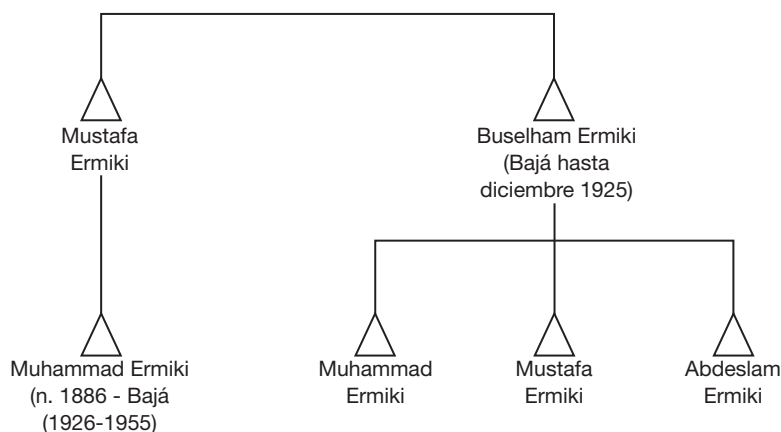 Mustafa
Ermiki
Buselham Ermiki
(Bajá hasta
diciembre 1925)
Muhammad Ermiki
(n. 1886 - Bajá
(1926-1955)
Muhammad
Ermiki
Mustafa
Ermiki
Abdeslam
Ermiki